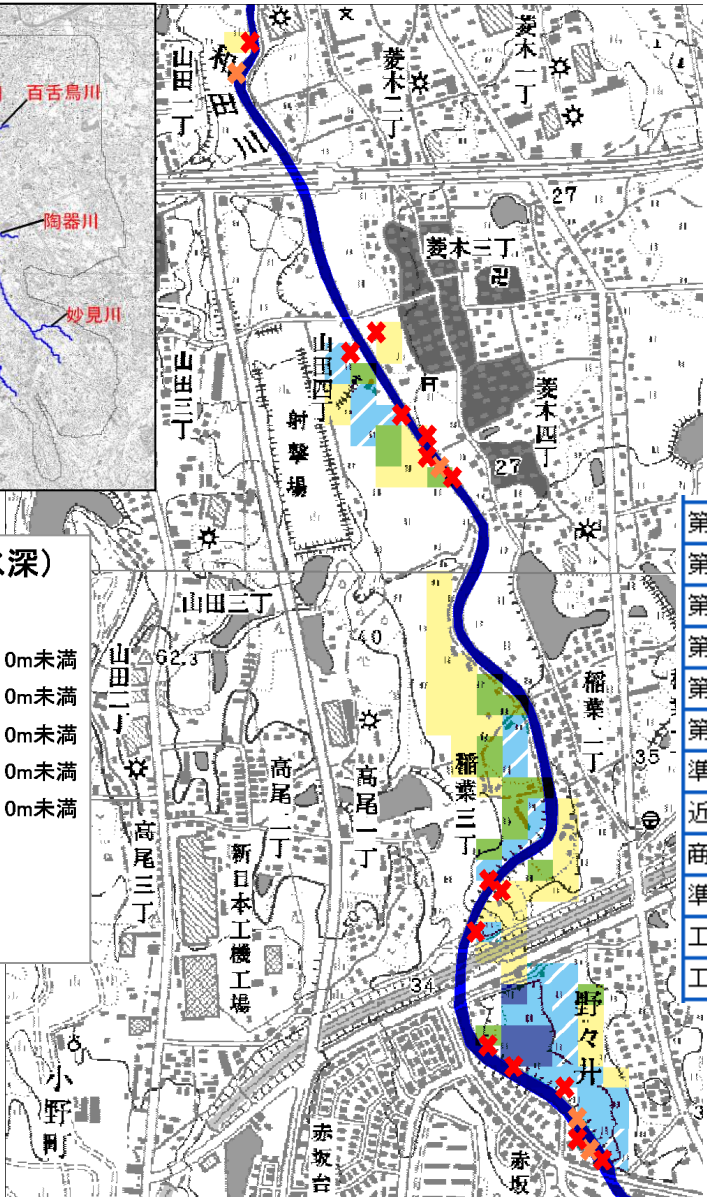 百舌鳥川
陶器川
妙見川
山田一丁
和田川
菱木二丁
菱木一丁
27
菱木三丁
山田三丁
山田四丁
射撃場
菱木四丁
27
水深)
0m未満
0m未満
0m未満
0m未満
0m未満
山田三丁
40
山田二丁
62.3
高尾二丁
高尾一丁
稲葉三丁
稲葉二丁
35
高尾三丁
新日本工機工場
34
野々井
小野町
赤坂台
赤坂
第
第
第
第
第
第
準
近
商
準
工
工